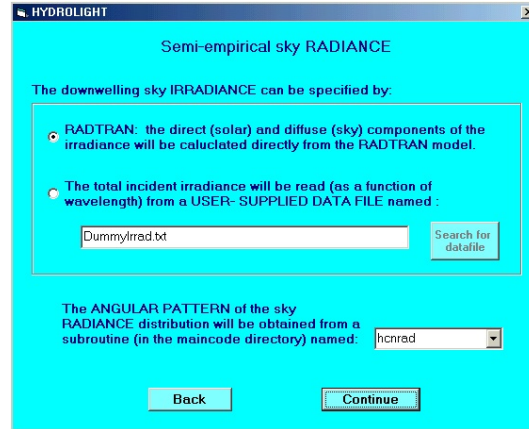 HYDROLIGHT
Semi-empirical sky RADIANCE
The downwelling sky IRRADIANCE can be specified by:
RADTRAN: the direct (solar) and diffuse (sky) components of the
irradiance will be caluclated directly from the RADTRAN model.
The total incident irradiance will be read (as a function of
wavelength) from a USER- SUPPLIED DATA FILE named :
DummyIrrad.txt
Search for
datafile
The ANGULAR PATTERN of the sky
RADIANCE distribution will be obtained from a
subroutine (in the maincode directory) named:
hcnrad
Back
Continue